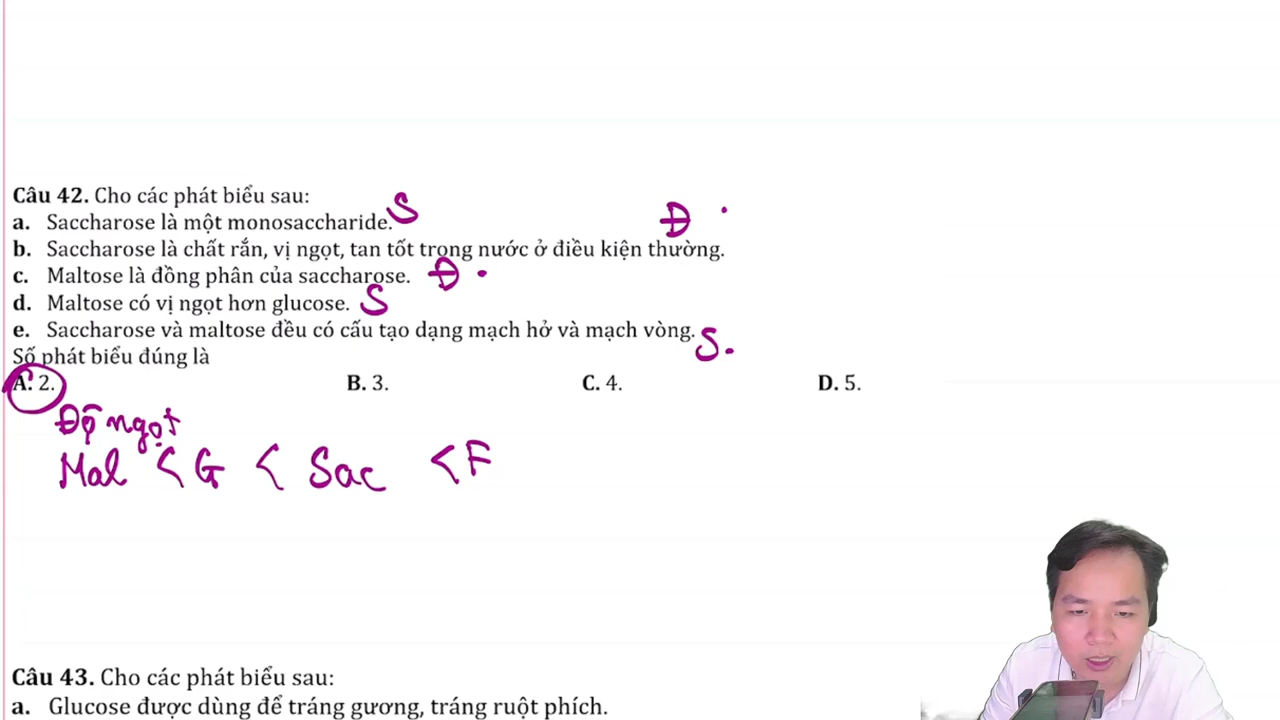 Câu 42. Cho các phát biểu sau:
a. Saccharose là một monosaccharide. S
b. Saccharose là chất rắn, vị ngọt, tan tốt trong nước ở điều kiện thường. Đ
c. Maltose là đồng phân của saccharose. Đ
d. Maltose có vị ngọt hơn glucose. S
e. Saccharose và maltose đều có cấu tạo dạng mạch hở và mạch vòng. S
Số phát biểu đúng là
A. 2. B. 3. C. 4. D. 5.
Độ ngọt
Mal < G < Sac < F
Câu 43. Cho các phát biểu sau:
a. Glucose được dùng để tráng gương, tráng ruột phích.